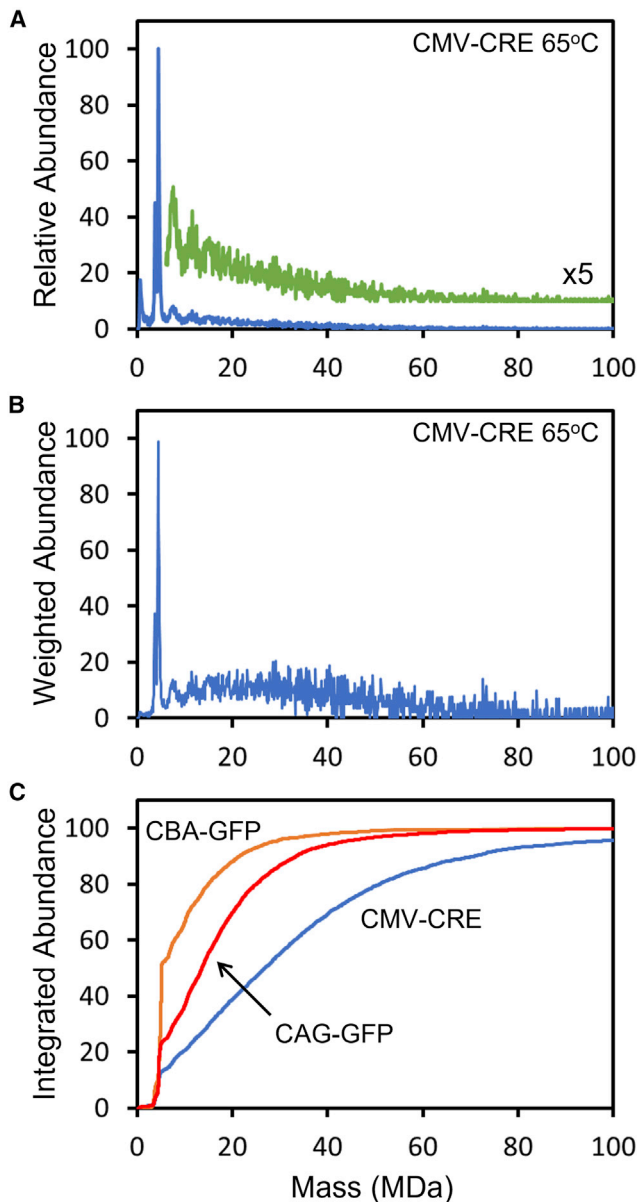 A
CMV-CRE 65°C
Relative Abundance
100
80
60
40
20
0
x5
0 20 40 60 80 100
B
CMV-CRE 65°C
Weighted Abundance
100
80
60
40
20
0
0 20 40 60 80 100
C
Integrated Abundance
100
80
60
40
20
0
CBA-GFP
CMV-CRE
CAG-GFP
0 20 40 60 80 100
Mass (MDa)